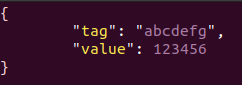 {
        "tag": "abcdefg",
        "value": 123456
}